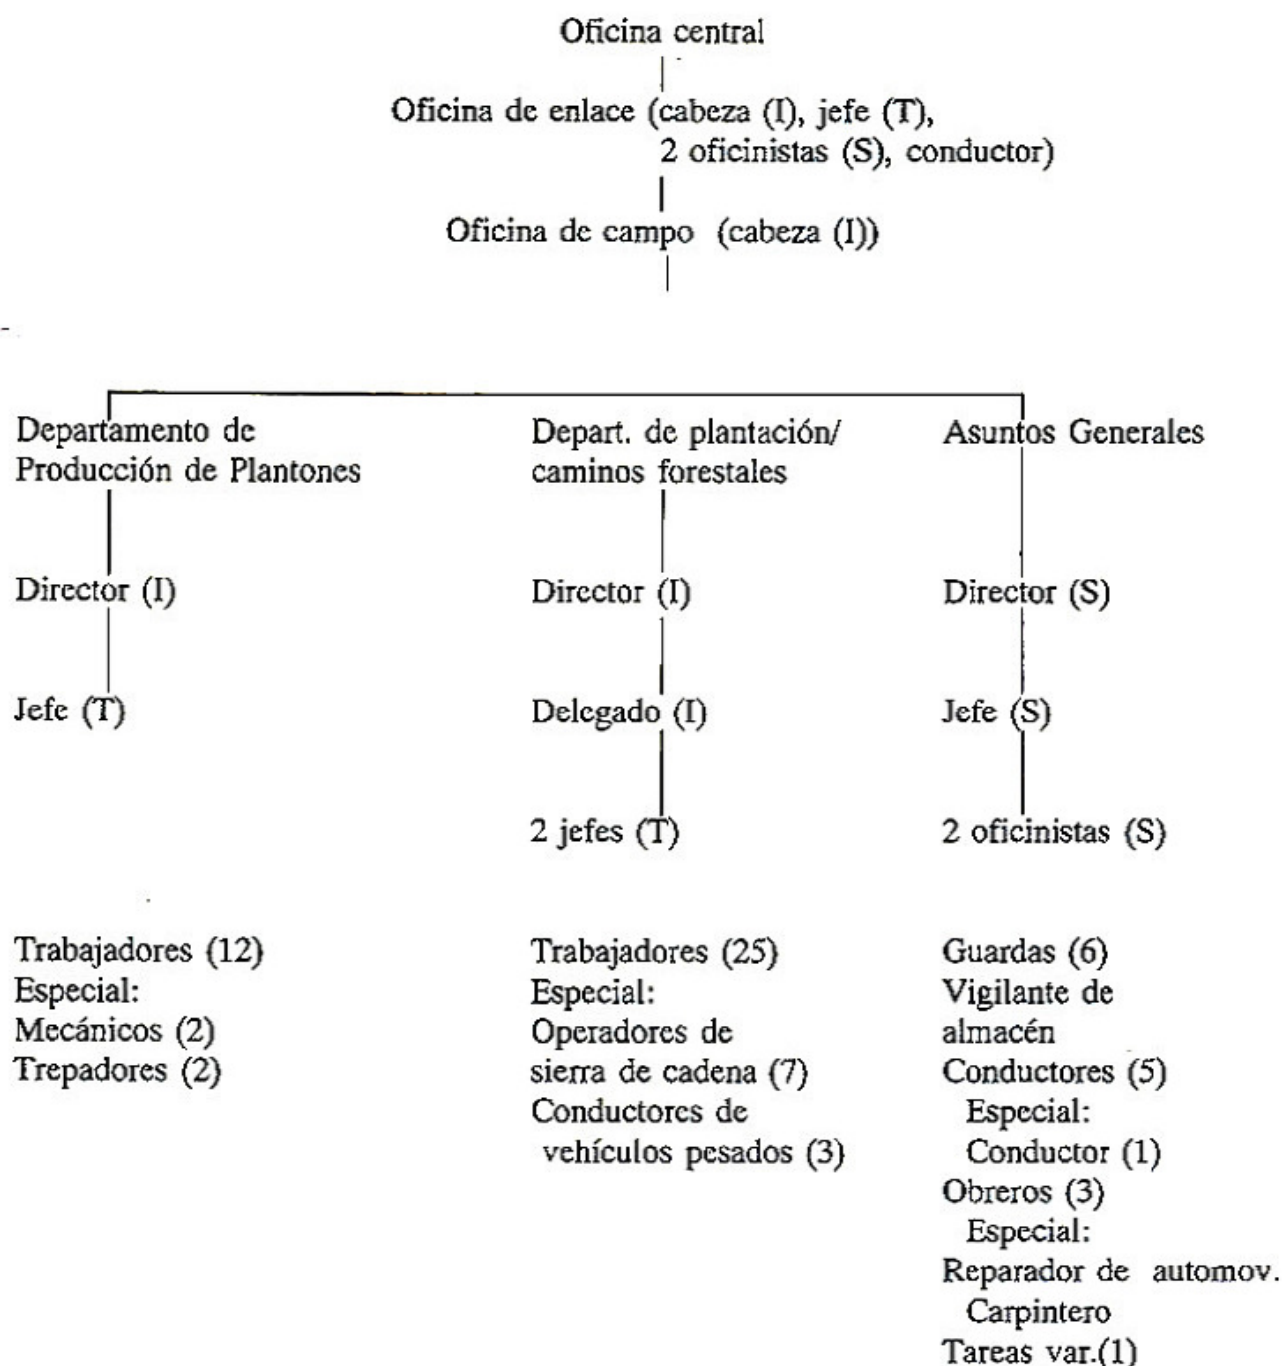 Oficina central
Oficina de enlace (cabeza (I), jefe (T),
2 oficinistas (S), conductor)
Oficina de campo (cabeza (I))
Departamento de
Producción de Plantones
Director (I)
Jefe (T)
Trabajadores (12)
Especial:
Mecánicos (2)
Trepadores (2)
Depart. de plantación/
caminos forestales
Director (I)
Delegado (I)
2 jefes (T)
Trabajadores (25)
Especial:
Operadores de
sierra de cadena (7)
Conductores de
vehículos pesados (3)
Asuntos Generales
Director (S)
Jefe (S)
2 oficinistas (S)
Guardas (6)
Vigilante de
almacén
Conductores (5)
Especial:
Conductor (1)
Obreros (3)
Especial:
Reparador de automov.
Carpintero
Tareas var.(1)